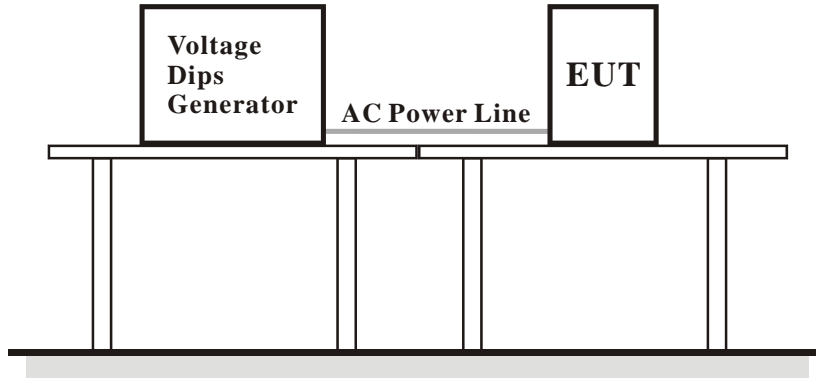 Voltage
Dips
Generator
AC Power Line
EUT